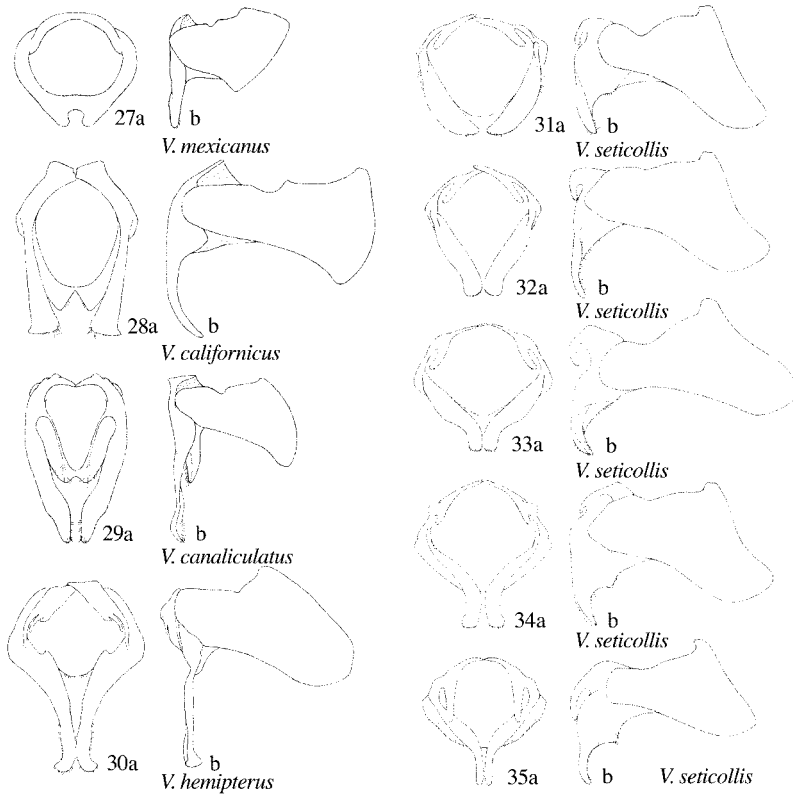 27a
b
V. mexicanus
28a
b
V. californicus
29a
b
V. canaliculatus
30a
b
V. hemipterus
31a
b
V. seticollis
32a
b
V. seticollis
33a
b
V. seticollis
34a
b
V. seticollis
35a
b
V. seticollis